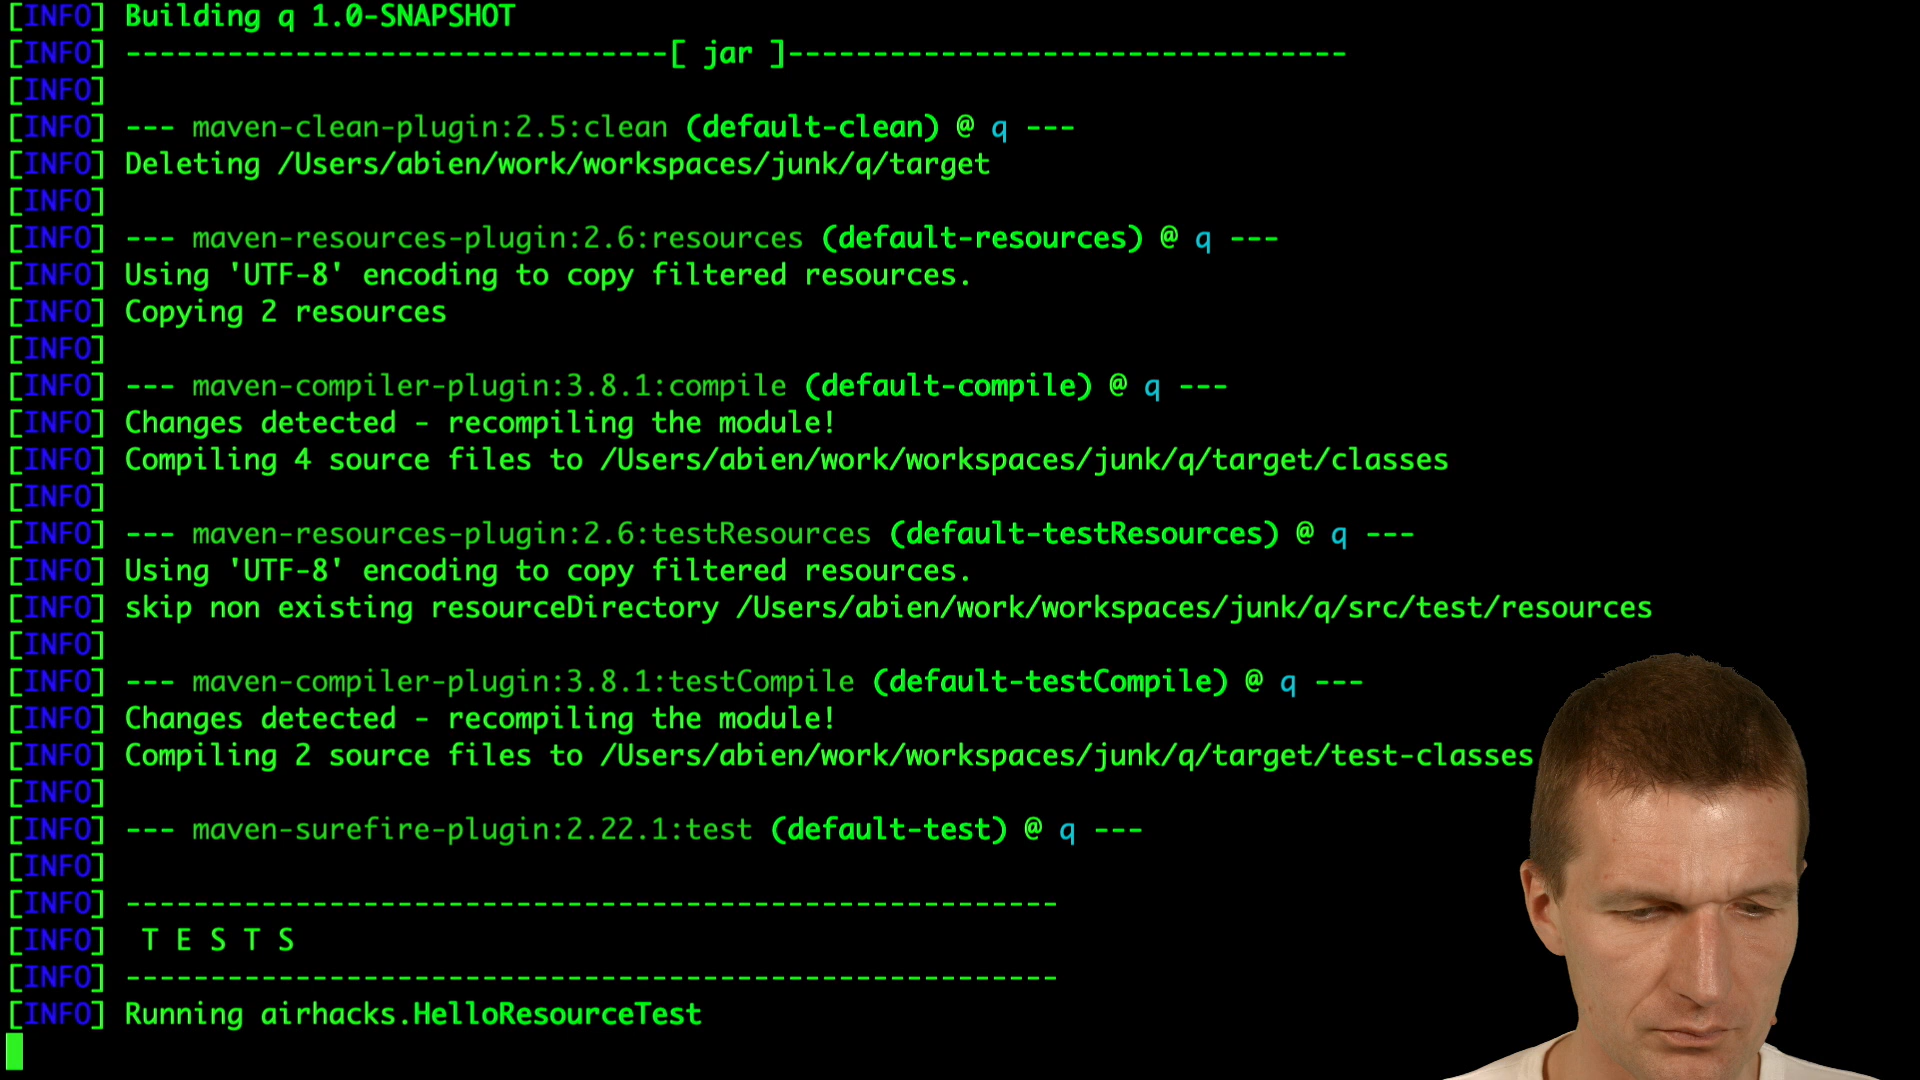 [INFO] Building q 1.0-SNAPSHOT
[INFO] --------------------------------[ jar ]---------------------------------
[INFO]
[INFO] --- maven-clean-plugin:2.5:clean (default-clean) @ q ---
[INFO] Deleting /Users/abien/work/workspaces/junk/q/target
[INFO]
[INFO] --- maven-resources-plugin:2.6:resources (default-resources) @ q ---
[INFO] Using 'UTF-8' encoding to copy filtered resources.
[INFO] Copying 2 resources
[INFO]
[INFO] --- maven-compiler-plugin:3.8.1:compile (default-compile) @ q ---
[INFO] Changes detected - recompiling the module!
[INFO] Compiling 4 source files to /Users/abien/work/workspaces/junk/q/target/classes
[INFO]
[INFO] --- maven-resources-plugin:2.6:testResources (default-testResources) @ q ---
[INFO] Using 'UTF-8' encoding to copy filtered resources.
[INFO] skip non existing resourceDirectory /Users/abien/work/workspaces/junk/q/src/test/resources
[INFO]
[INFO] --- maven-compiler-plugin:3.8.1:testCompile (default-testCompile) @ q ---
[INFO] Changes detected - recompiling the module!
[INFO] Compiling 2 source files to /Users/abien/work/workspaces/junk/q/target/test-classes
[INFO]
[INFO] --- maven-surefire-plugin:2.22.1:test (default-test) @ q ---
[INFO]
[INFO] -------------------------------------------------------
[INFO]  T E S T S
[INFO] -------------------------------------------------------
[INFO] Running airhacks.HelloResourceTest